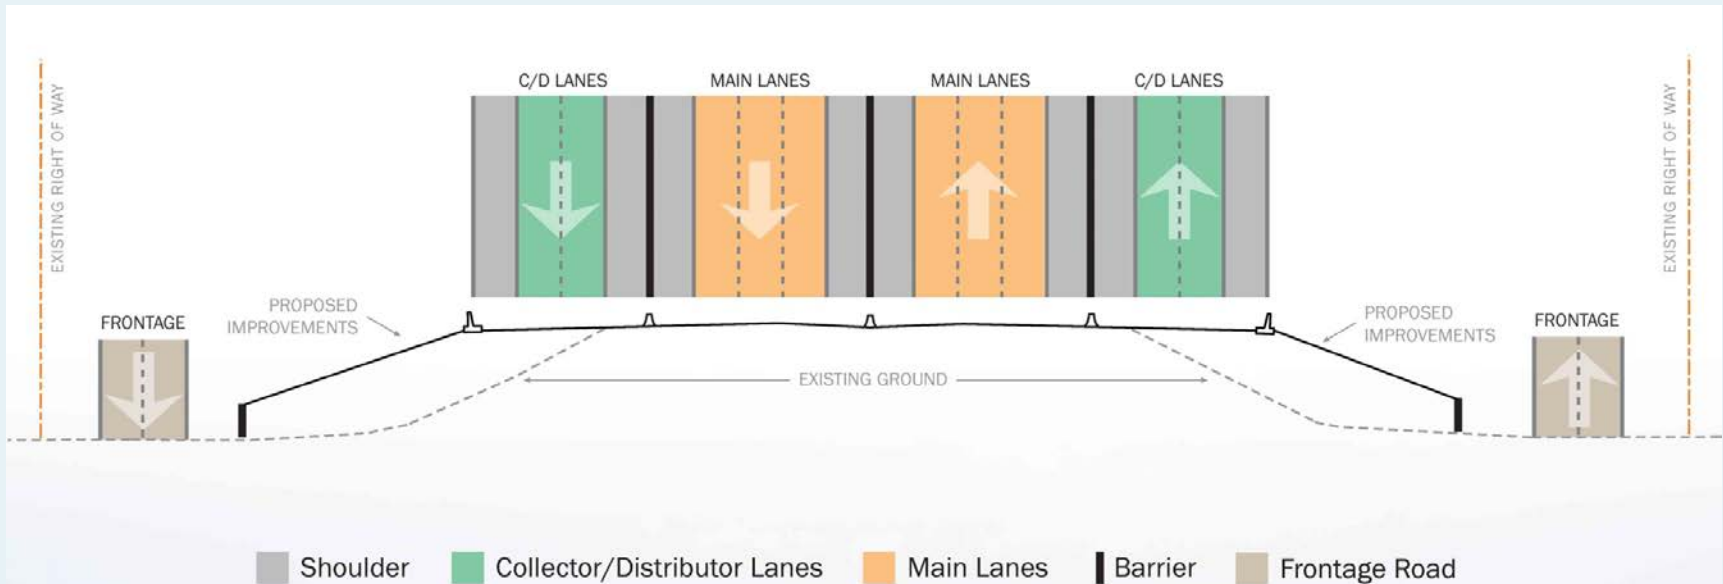 C/D LANES
MAIN LANES
MAIN LANES
C/D LANES
EXISTING RIGHT OF WAY
EXISTING RIGHT OF WAY
PROPOSED
IMPROVEMENTS
PROPOSED
IMPROVEMENTS
FRONTAGE
FRONTAGE
EXISTING GROUND
Shoulder
Collector/Distributor Lanes
Main Lanes
Barrier
Frontage Road